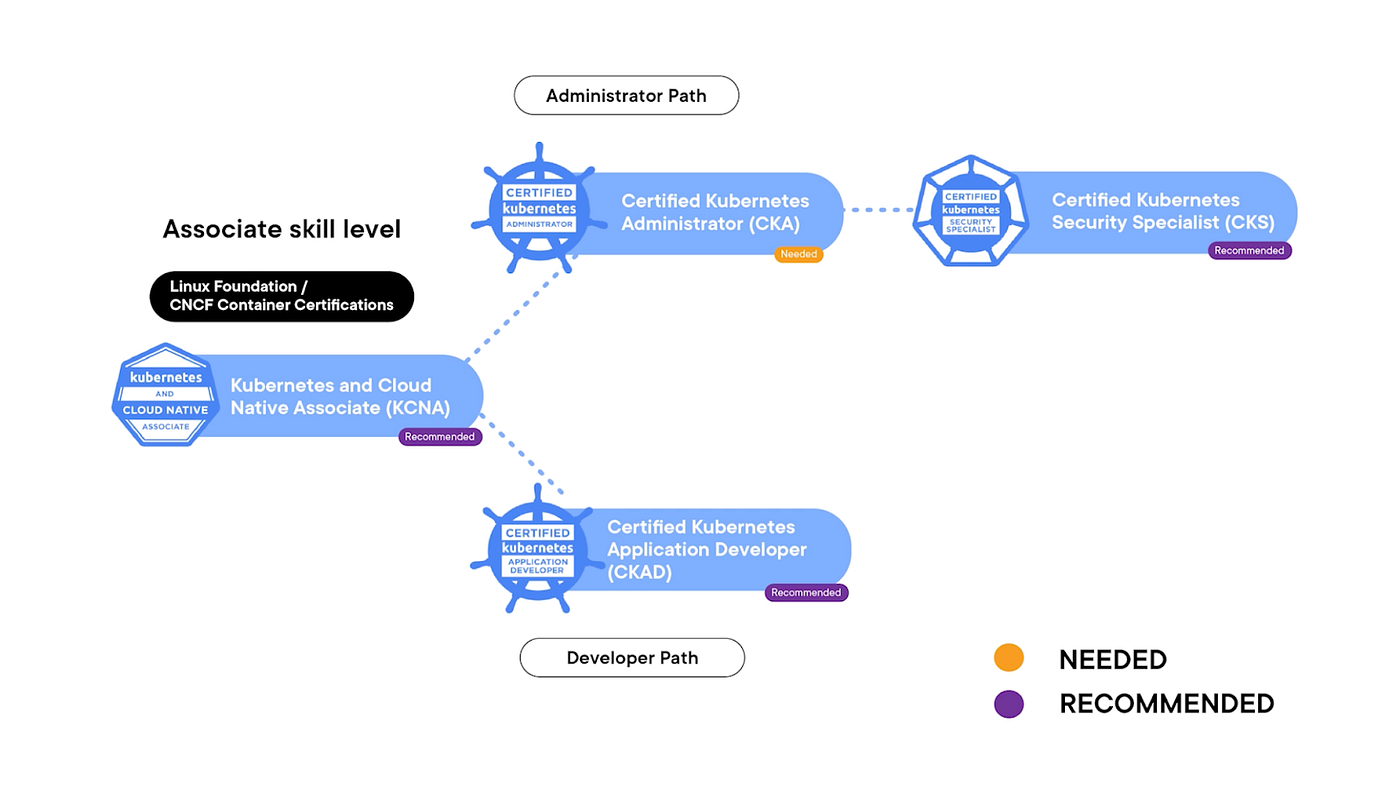 Administrator Path
CERTIFIED
kubernetes
ADMINISTRATOR
Certified Kubernetes
Administrator (CKA)
Needed
CERTIFIED
kubernetes
SECURITY
SPECIALIST
Certified Kubernetes
Security Specialist (CKS)
Recommended
Associate skill level
Linux Foundation /
CNCF Container Certifications
kubernetes
AND
CLOUD NATIVE
ASSOCIATE
Kubernetes and Cloud
Native Associate (KCNA)
Recommended
CERTIFIED
kubernetes
APPLICATION
DEVELOPER
Certified Kubernetes
Application Developer
(CKAD)
Recommended
Developer Path
NEEDED
RECOMMENDED